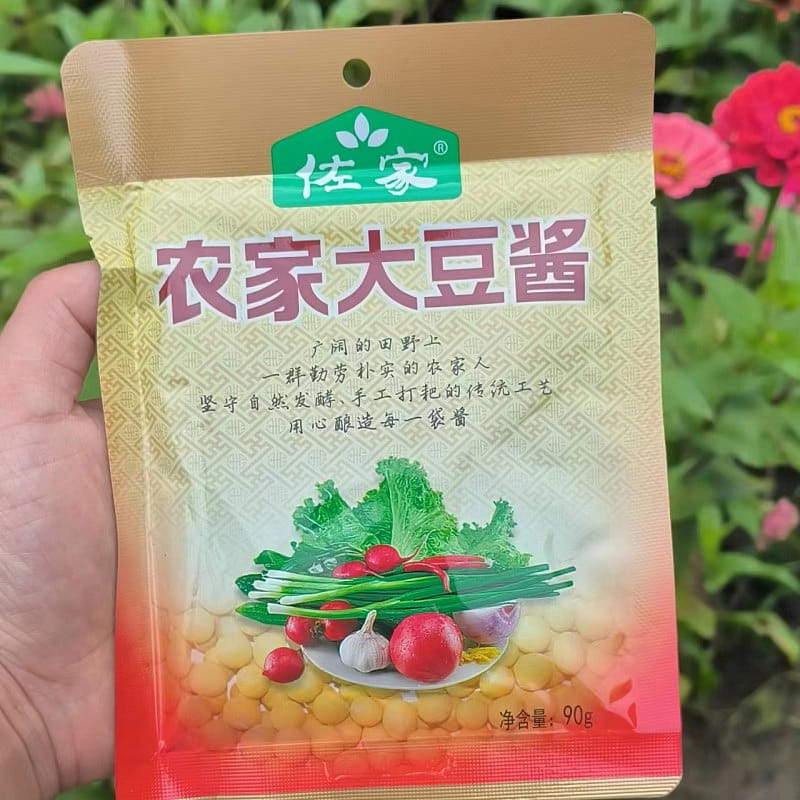 佐家®
农家大豆酱
广阔的田野上
一群勤劳朴实的农家人
坚守自然发酵、手工打耙的传统工艺
用心酿造每一袋酱
净含量：90g